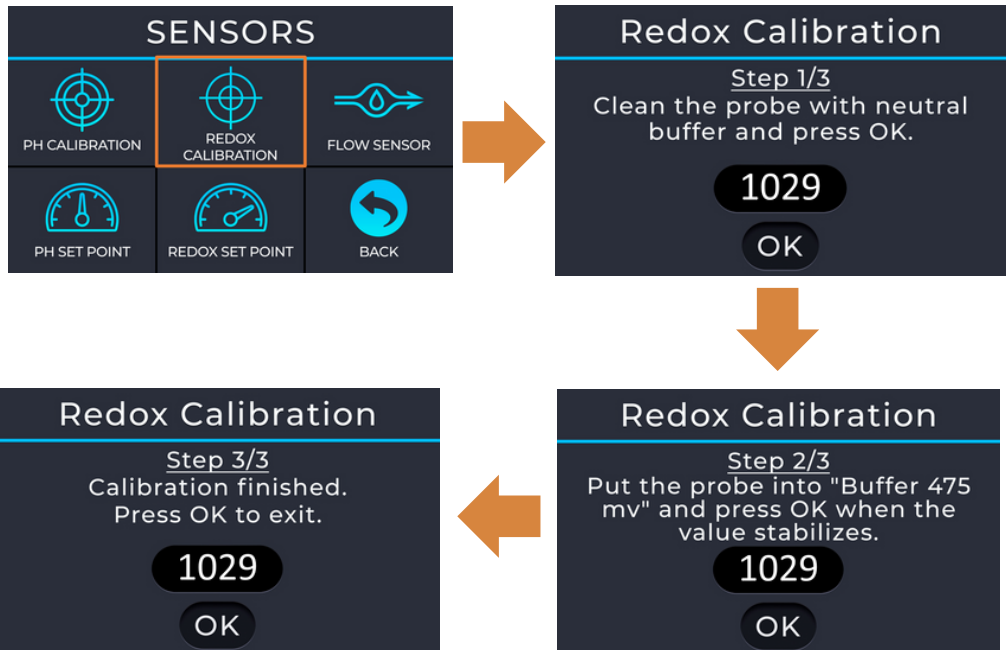 SENSORS
PH CALIBRATION
REDOX
CALIBRATION
FLOW SENSOR
PH SET POINT
REDOX SET POINT
BACK
Redox Calibration
Step 1/3
Clean the probe with neutral
buffer and press OK.
1029
OK
Redox Calibration
Step 2/3
Put the probe into "Buffer 475
mv" and press OK when the
value stabilizes.
1029
OK
Redox Calibration
Step 3/3
Calibration finished.
Press OK to exit.
1029
OK